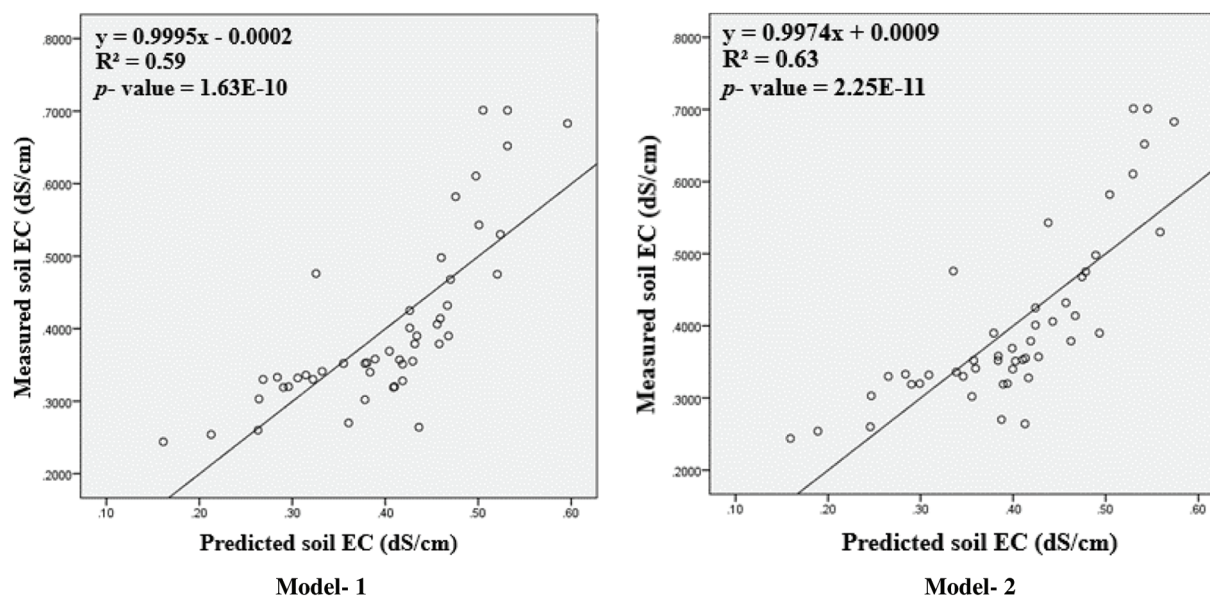 y = 0.9995x - 0.0002
R² = 0.59
p- value = 1.63E-10
.8000
.7000
.6000
.5000
.4000
.3000
.2000
Measured soil EC (dS/cm)
.10 .20 .30 .40 .50 .60
Predicted soil EC (dS/cm)
Model- 1
y = 0.9974x + 0.0009
R² = 0.63
p- value = 2.25E-11
.8000
.7000
.6000
.5000
.4000
.3000
.2000
Measured soil EC (dS/cm)
.10 .20 .30 .40 .50 .60
Predicted soil EC (dS/cm)
Model- 2